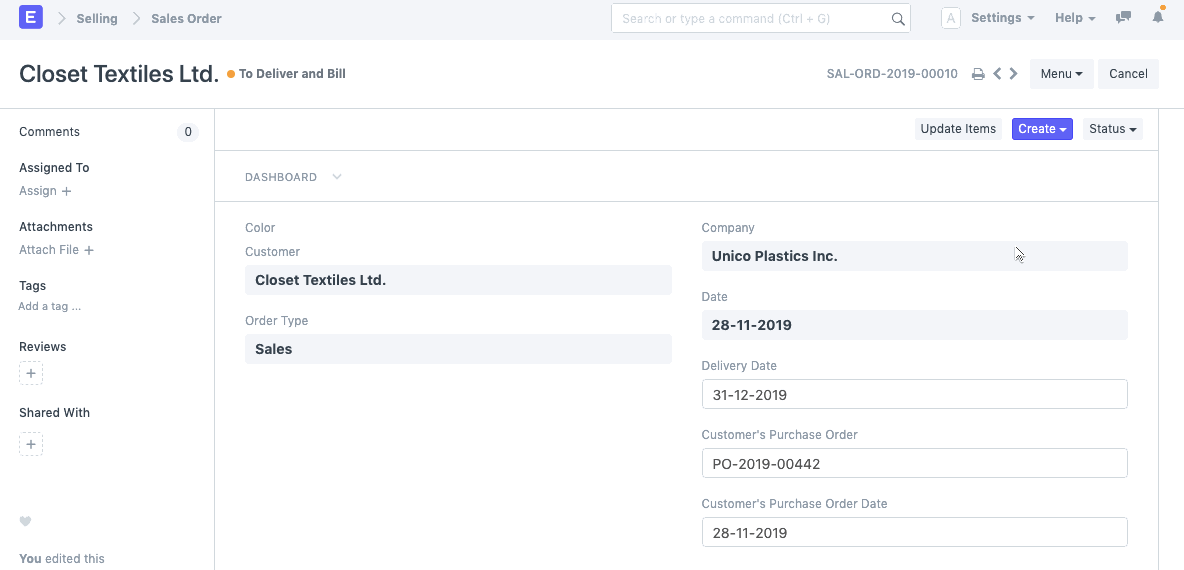 E Selling Sales Order Search or type a command (Ctrl + G) A Settings Help
Closet Textiles Ltd. To Deliver and Bill SAL-ORD-2019-00010 Menu Cancel
Comments 0
Assigned To
Assign +
Attachments
Attach File +
Tags
Add a tag ...
Reviews
+
Shared With
+
You edited this
Update Items Create Status
DASHBOARD
Color
Customer
Closet Textiles Ltd.
Order Type
Sales
Company
Unico Plastics Inc.
Date
28-11-2019
Delivery Date
31-12-2019
Customer's Purchase Order
PO-2019-00442
Customer's Purchase Order Date
28-11-2019